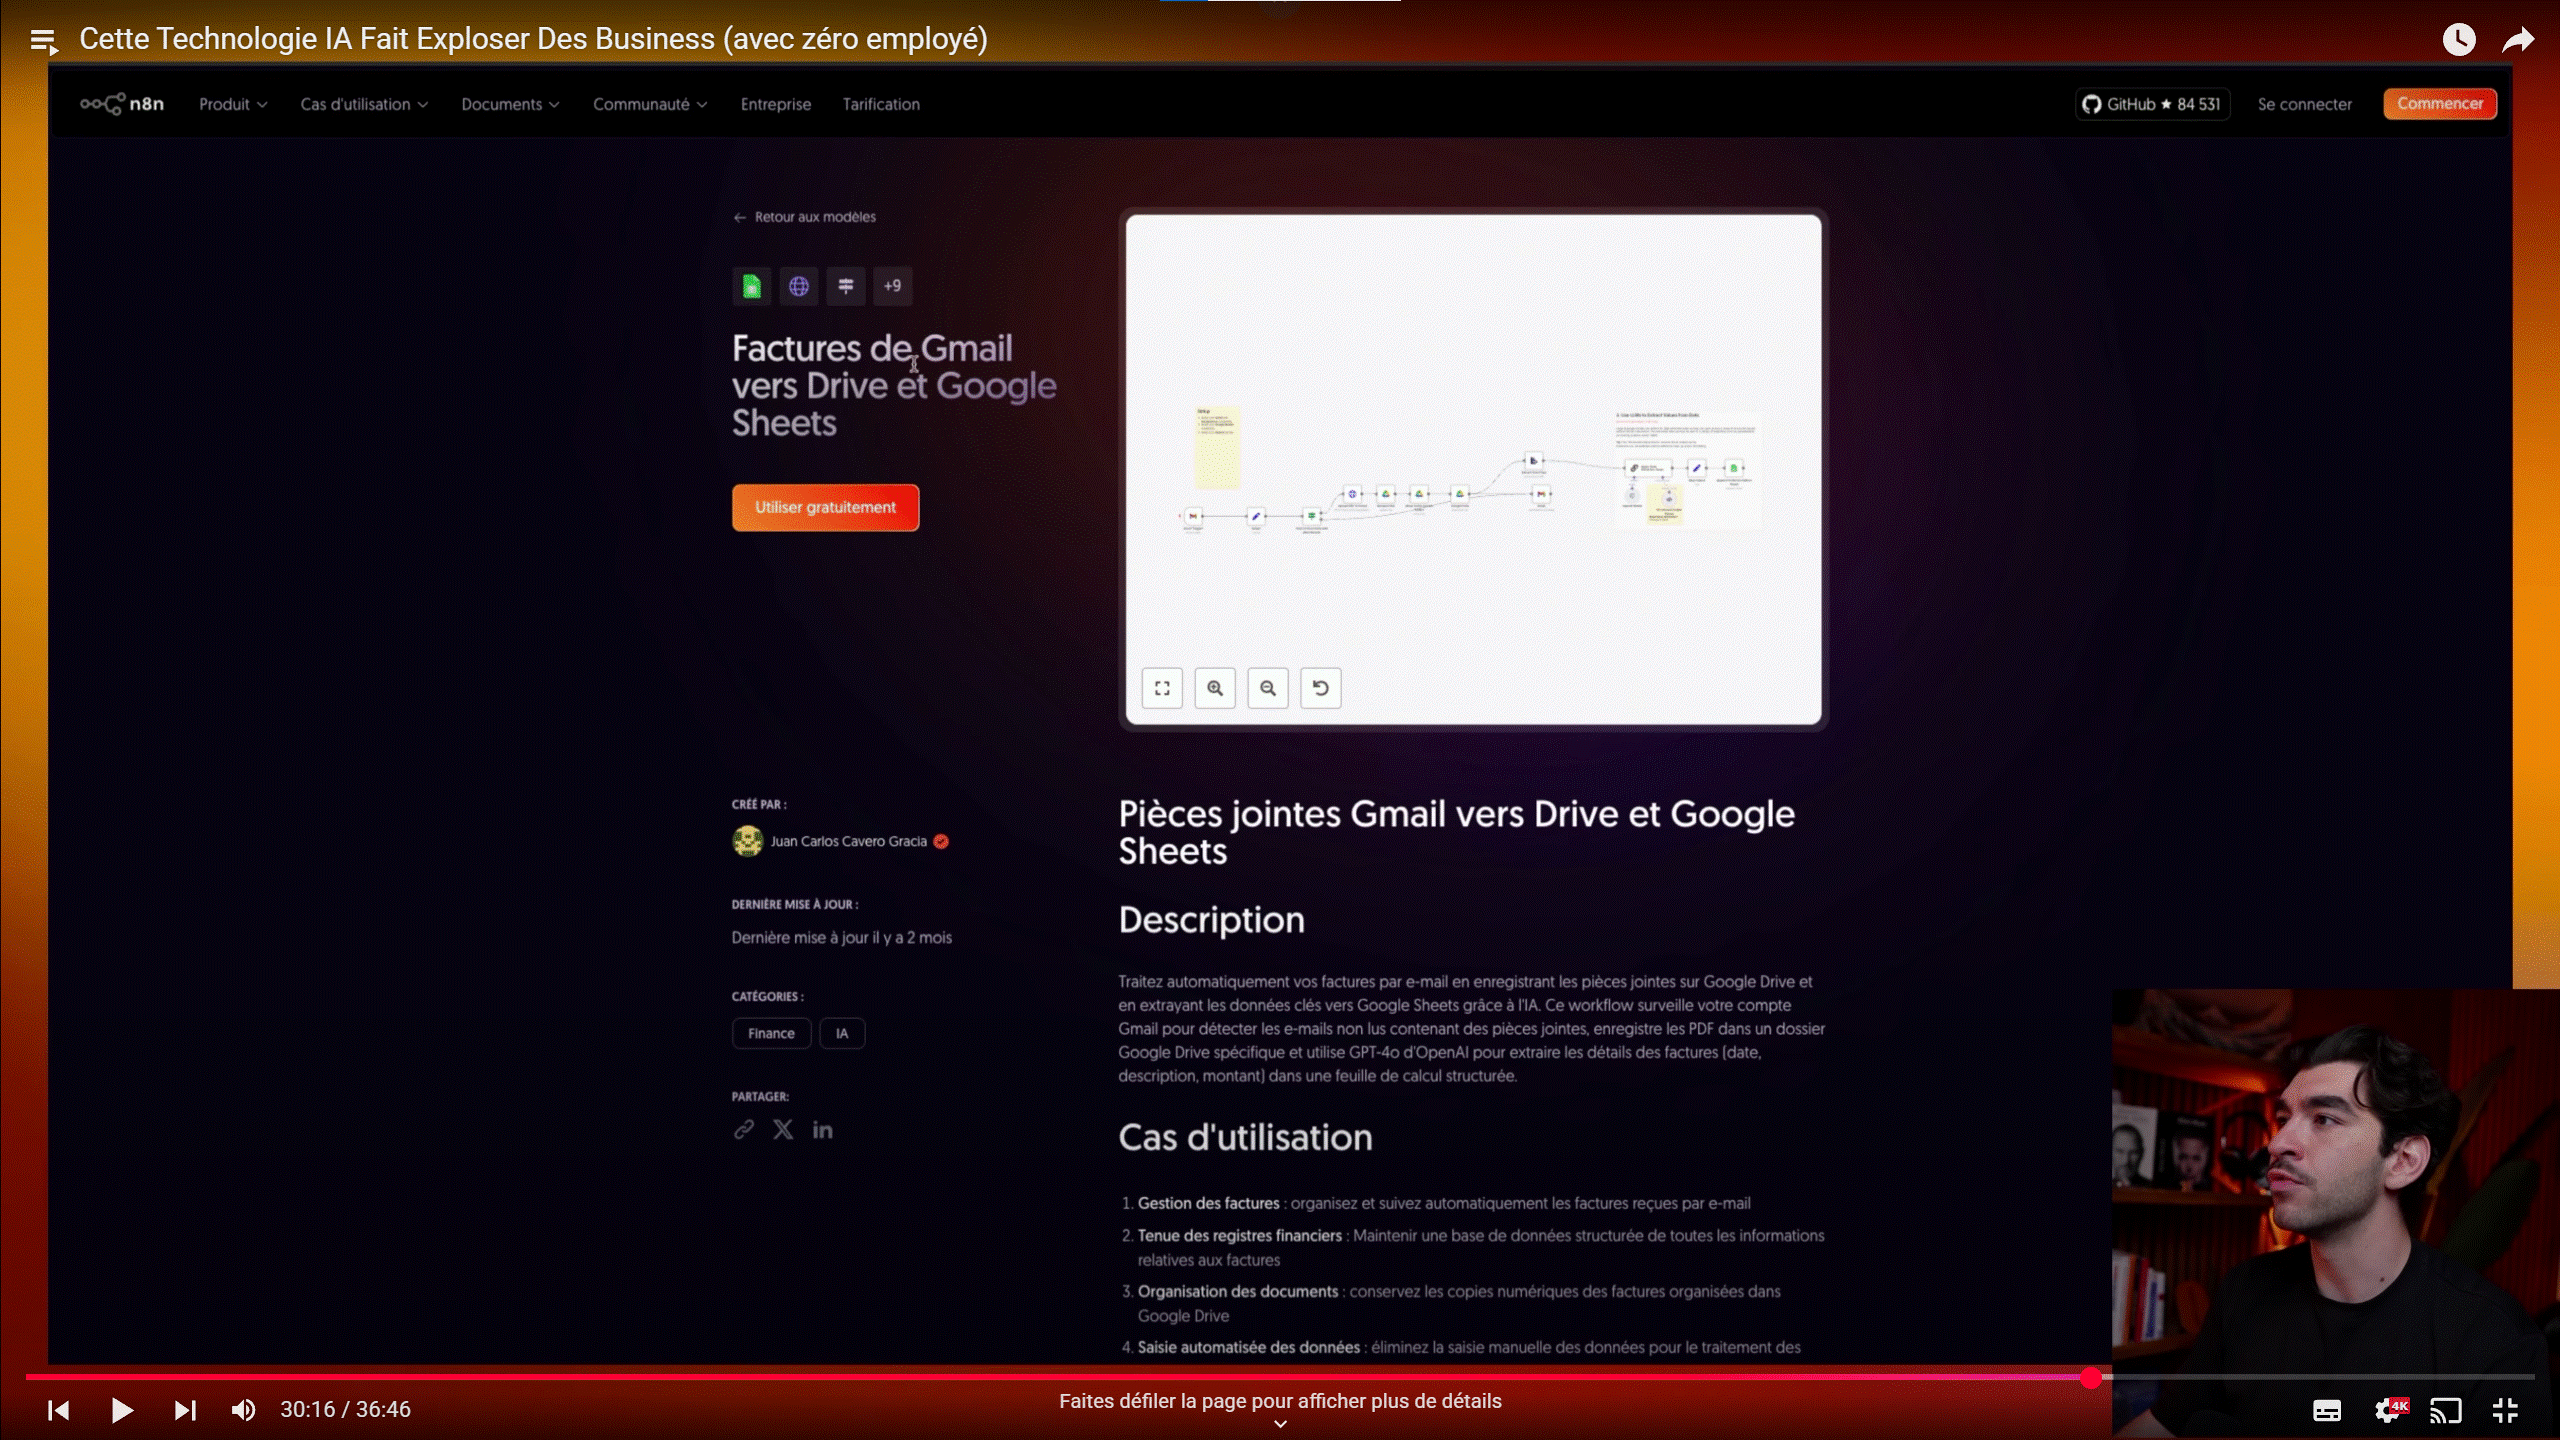 Cette Technologie IA Fait Exploser Des Business (avec zéro employé)
n8n
Produit
Cas d'utilisation
Documents
Communauté
Entreprise
Tarification
GitHub ★ 84 531
Se connecter
Commencer
← Retour aux modèles
+9
Factures de Gmail
vers Drive et Google
Sheets
Utiliser gratuitement
CRÉÉ PAR :
Juan Carlos Cavero Gracia
DERNIÈRE MISE À JOUR :
Dernière mise à jour il y a 2 mois
CATÉGORIES :
Finance
IA
PARTAGER:
Pièces jointes Gmail vers Drive et Google
Sheets
Description
Traitez automatiquement vos factures par e-mail en enregistrant les pièces jointes sur Google Drive et
en extrayant les données clés vers Google Sheets grâce à l'IA. Ce workflow surveille votre compte
Gmail pour détecter les e-mails non lus contenant des pièces jointes, enregistre les PDF dans un dossier
Google Drive spécifique et utilise GPT-4o d'OpenAI pour extraire les détails des factures (date,
description, montant) dans une feuille de calcul structurée.
Cas d'utilisation
1. Gestion des factures : organisez et suivez automatiquement les factures reçues par e-mail
2. Tenue des registres financiers : Maintenir une base de données structurée de toutes les informations
relatives aux factures
3. Organisation des documents : conservez les copies numériques des factures organisées dans
Google Drive
4. Saisie automatisée des données : éliminez la saisie manuelle des données pour le traitement des
30:16 / 36:46
Faites défiler la page pour afficher plus de détails
4K